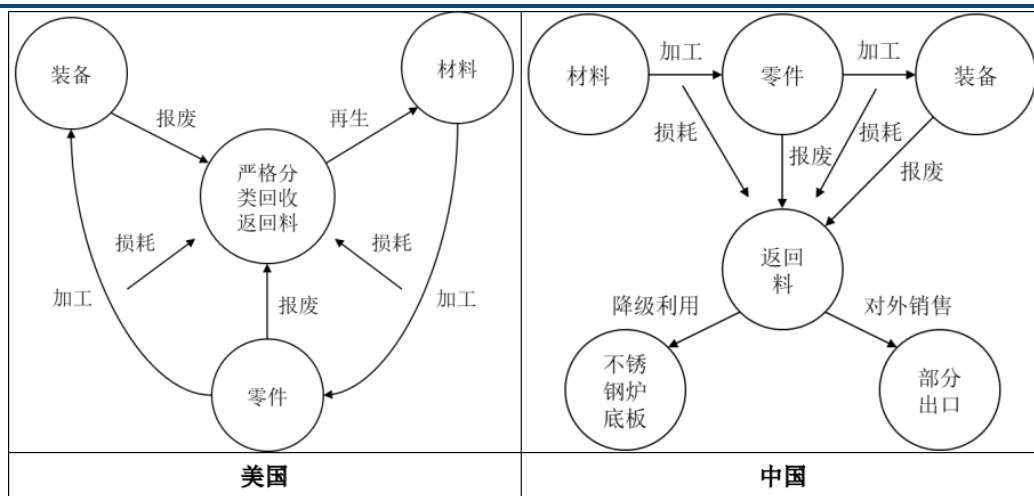 装备
材料
报废
再生
严格分
类回收
返回料
损耗
损耗
加工
加工
报废
零件
美国
材料
加工
零件
加工
装备
损耗
报废
损耗
报废
返回
料
降级利用
对外销售
不锈
钢炉
底板
部分
出口
中国